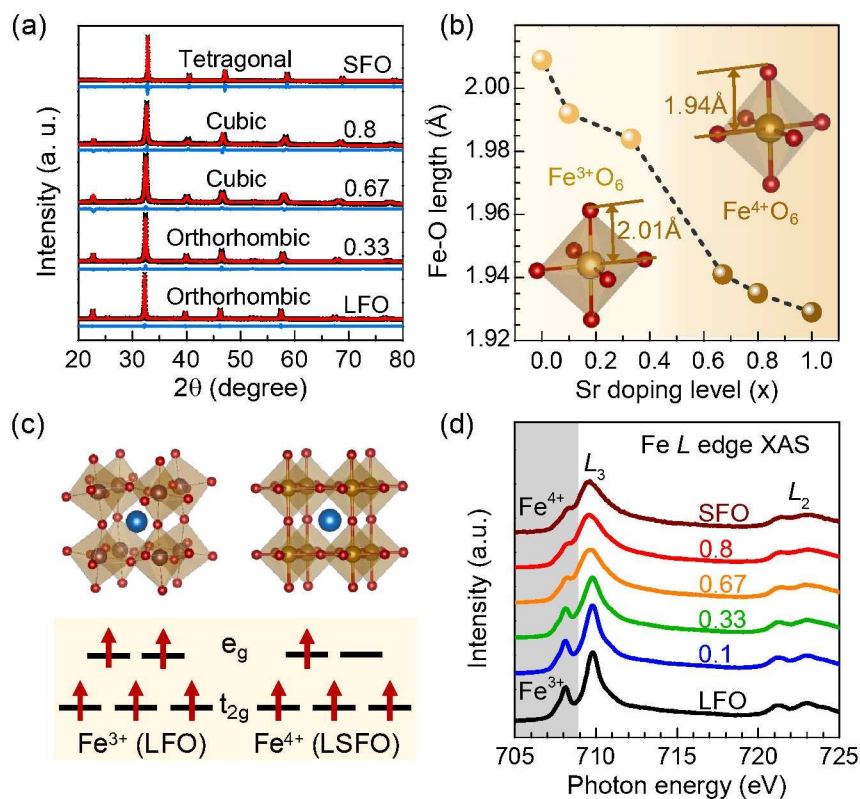 (a)
Tetragonal SFO
Cubic 0.8
Cubic 0.67
Orthorhombic 0.33
Orthorhombic LFO
Intensity (a. u.)
20 30 40 50 60 70 80
2θ (degree)
(b)
2.00
1.98
1.96
1.94
1.92
Fe-O length (Å)
1.94Å
Fe³⁺O₆
Fe⁴⁺O₆
2.01Å
0.0 0.2 0.4 0.6 0.8 1.0
Sr doping level (x)
(c)
e_g
t_2g
Fe³⁺ (LFO) Fe⁴⁺ (LSFO)
(d)
Fe L edge XAS
L₃
L₂
Fe⁴⁺
SFO
0.8
0.67
0.33
0.1
Fe³⁺
LFO
Intensity (a.u.)
705 710 715 720 725
Photon energy (eV)